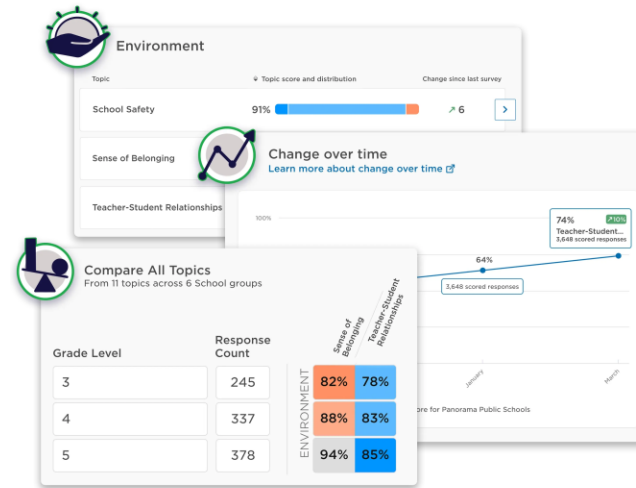 Environment
Topic
Topic score and distribution
Change since last survey
School Safety
91%
6
Sense of Belonging
Teacher-Student Relationships
Change over time
Learn more about change over time
100%
74%
10%
Teacher-Student...
3,648 scored responses
64%
3,648 scored responses
January
March
ore for Panorama Public Schools
Compare All Topics
From 11 topics across 6 School groups
Grade Level
Response
Count
Sense of
Belonging
Teacher-Student
Relationships
ENVIRONMENT
3
245
82%
78%
4
337
88%
83%
5
378
94%
85%